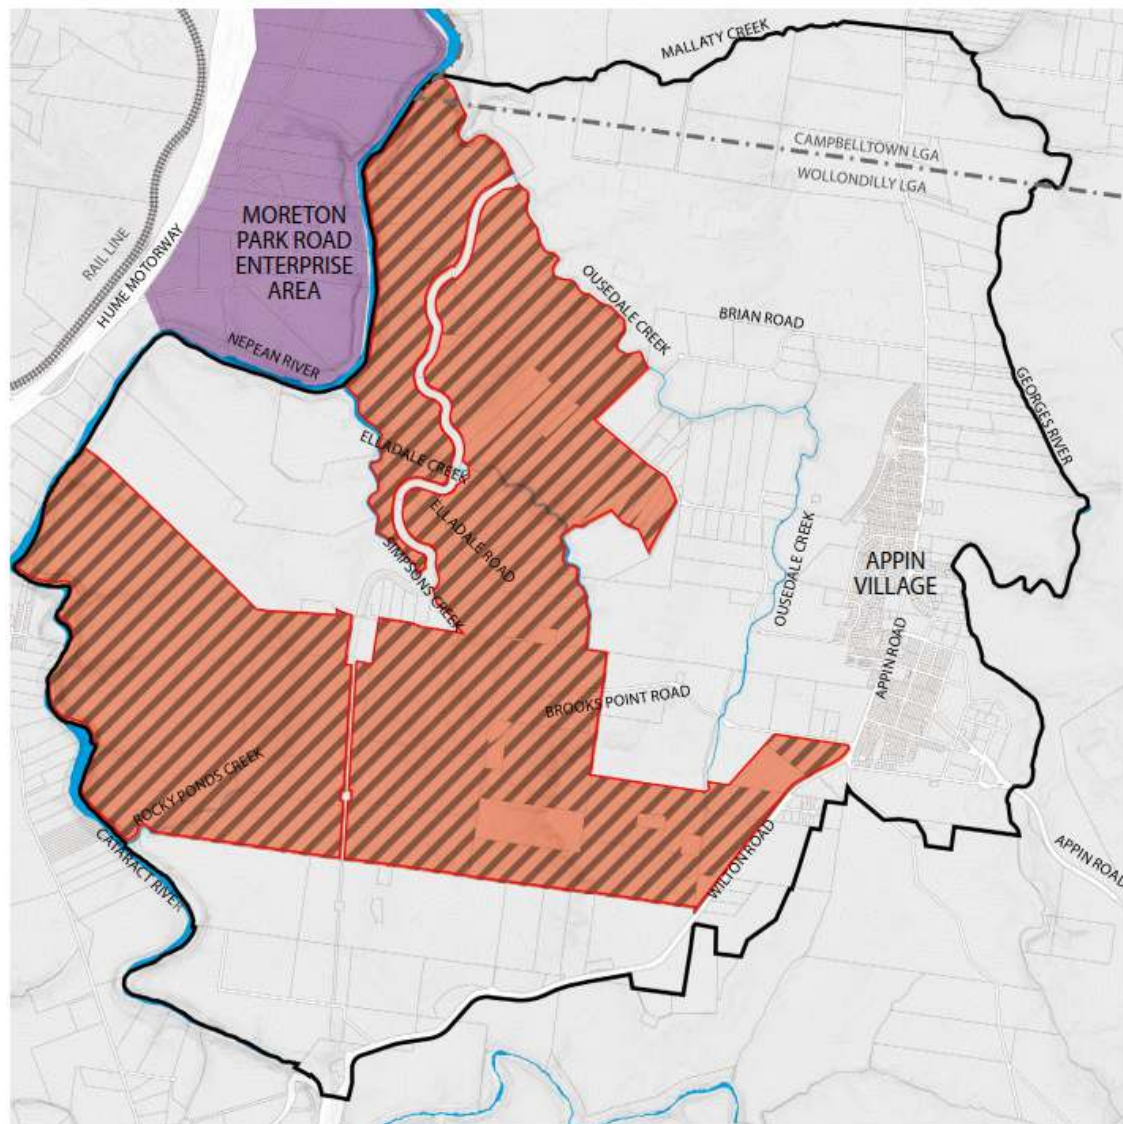 MALLATY CREEK
CAMPBELLTOWN LGA
WOLLONDILLY LGA
MORETON
PARK ROAD
ENTERPRISE
AREA
RAIL LINE
HUME MOTORWAY
NEPEAN RIVER
OUSEDALE CREEK
BRIAN ROAD
GEORGES RIVER
ELLADALE CREEK
ELLADALE ROAD
SIMPSONS CREEK
OUSEDALE CREEK
APPIN
VILLAGE
APPIN ROAD
BROOKS POINT ROAD
ROCKY PONDS CREEK
CATARACT RIVER
WILTON ROAD
APPIN ROAD